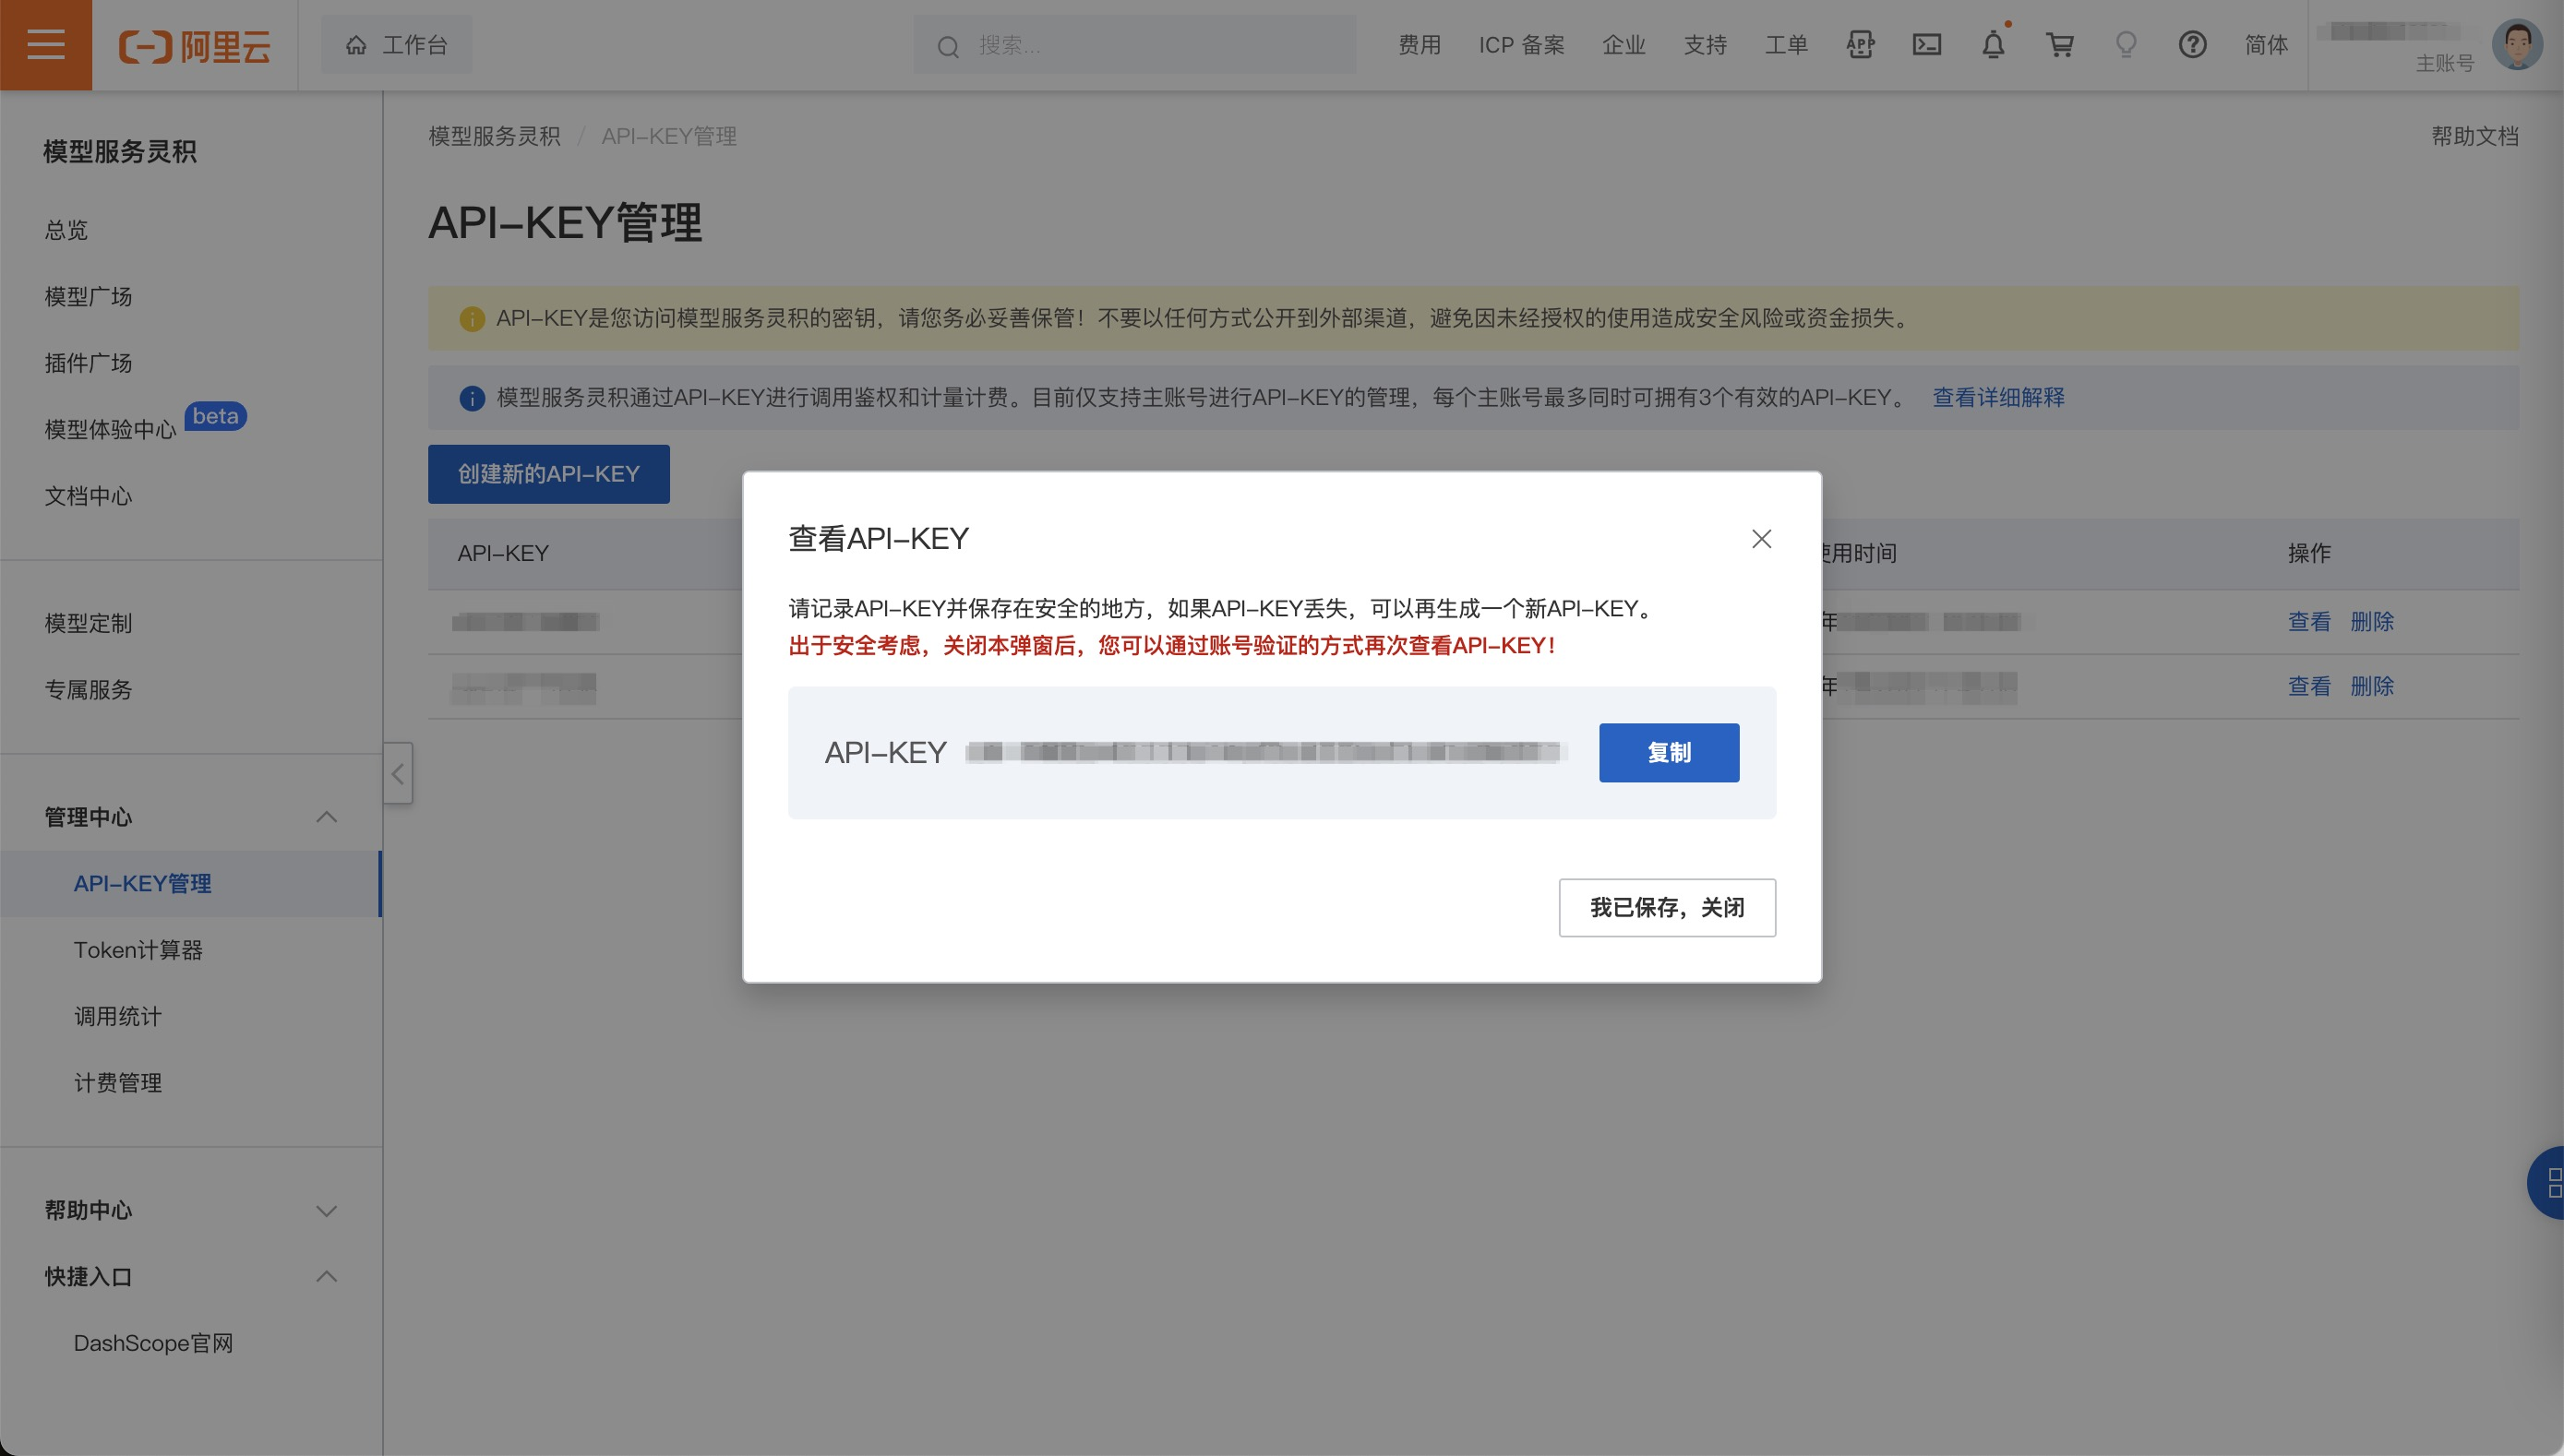 阿里云
工作台
搜索...
费用
ICP 备案
企业
支持
工单
APP
简体
主账号
模型服务灵积
总览
模型广场
插件广场
模型体验中心 beta
文档中心
模型定制
专属服务
管理中心
API-KEY管理
Token计算器
调用统计
计费管理
帮助中心
快捷入口
DashScope官网
模型服务灵积 / API-KEY管理
帮助文档
API-KEY管理
API-KEY是您访问模型服务灵积的密钥，请您务必妥善保管！不要以任何方式公开到外部渠道，避免因未经授权的使用造成安全风险或资金损失。
模型服务灵积通过API-KEY进行调用鉴权和计量计费。目前仅支持主账号进行API-KEY的管理，每个主账号最多同时可拥有3个有效的API-KEY。 查看详细解释
创建新的API-KEY
API-KEY
使用时间
操作
年
查看 删除
年
查看 删除
查看API-KEY
请记录API-KEY并保存在安全的地方，如果API-KEY丢失，可以再生成一个新API-KEY。
出于安全考虑，关闭本弹窗后，您可以通过账号验证的方式再次查看API-KEY！
API-KEY
复制
我已保存，关闭